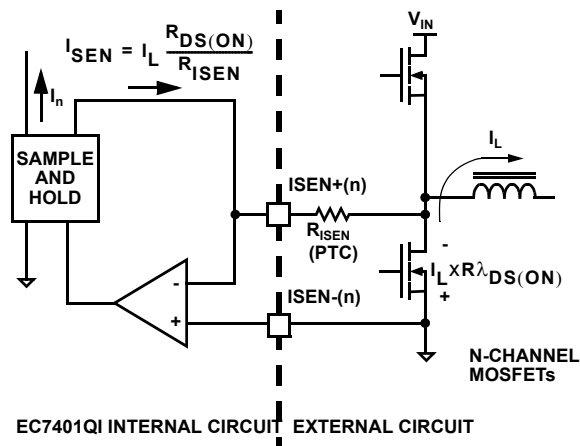 V_IN
I_SEN = I_L R_DS(ON) / R_ISEN
I_n
SAMPLE
AND
HOLD
I_L
ISEN+(n)
R_ISEN
(PTC)
-
+
-
I_L x Rλ_DS(ON)
+
ISEN-(n)
N-CHANNEL
MOSFETs
EC7401QI INTERNAL CIRCUIT EXTERNAL CIRCUIT